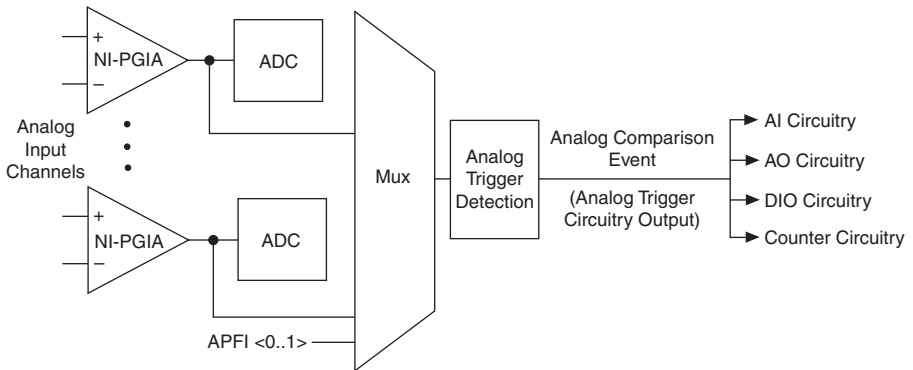 +
NI-PGIA
−
ADC
Analog
Input
Channels
+
NI-PGIA
−
ADC
APFI <0..1>
Mux
Analog
Trigger
Detection
Analog Comparison
Event
(Analog Trigger
Circuitry Output)
AI Circuitry
AO Circuitry
DIO Circuitry
Counter Circuitry